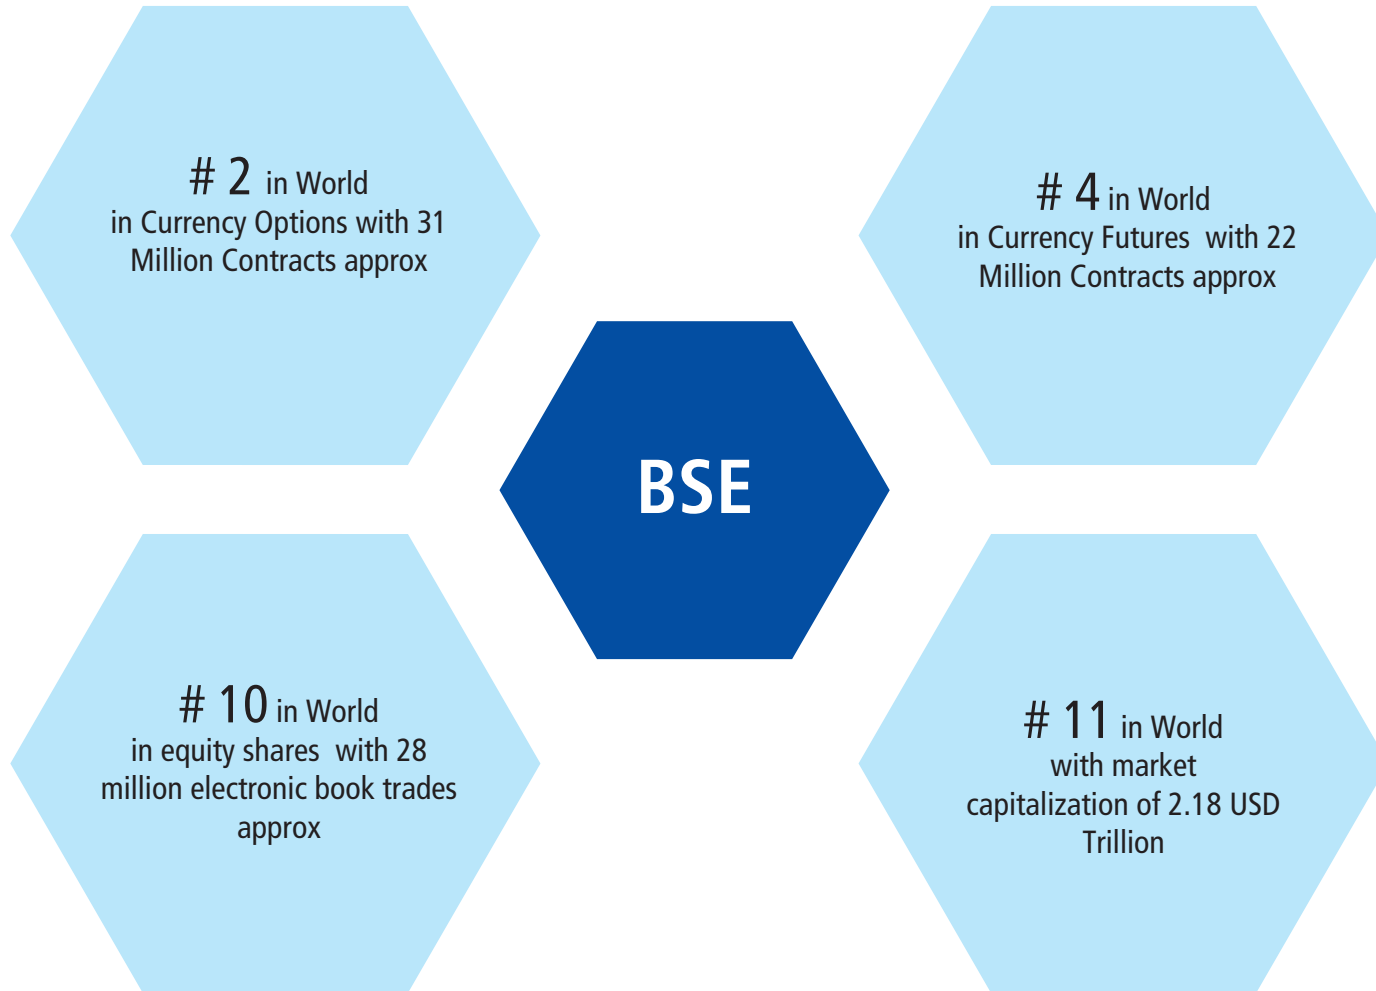 # 2 in World
in Currency Options with 31
Million Contracts approx
# 4 in World
in Currency Futures with 22
Million Contracts approx
BSE
# 10 in World
in equity shares with 28
million electronic book trades
approx
# 11 in World
with market
capitalization of 2.18 USD
Trillion